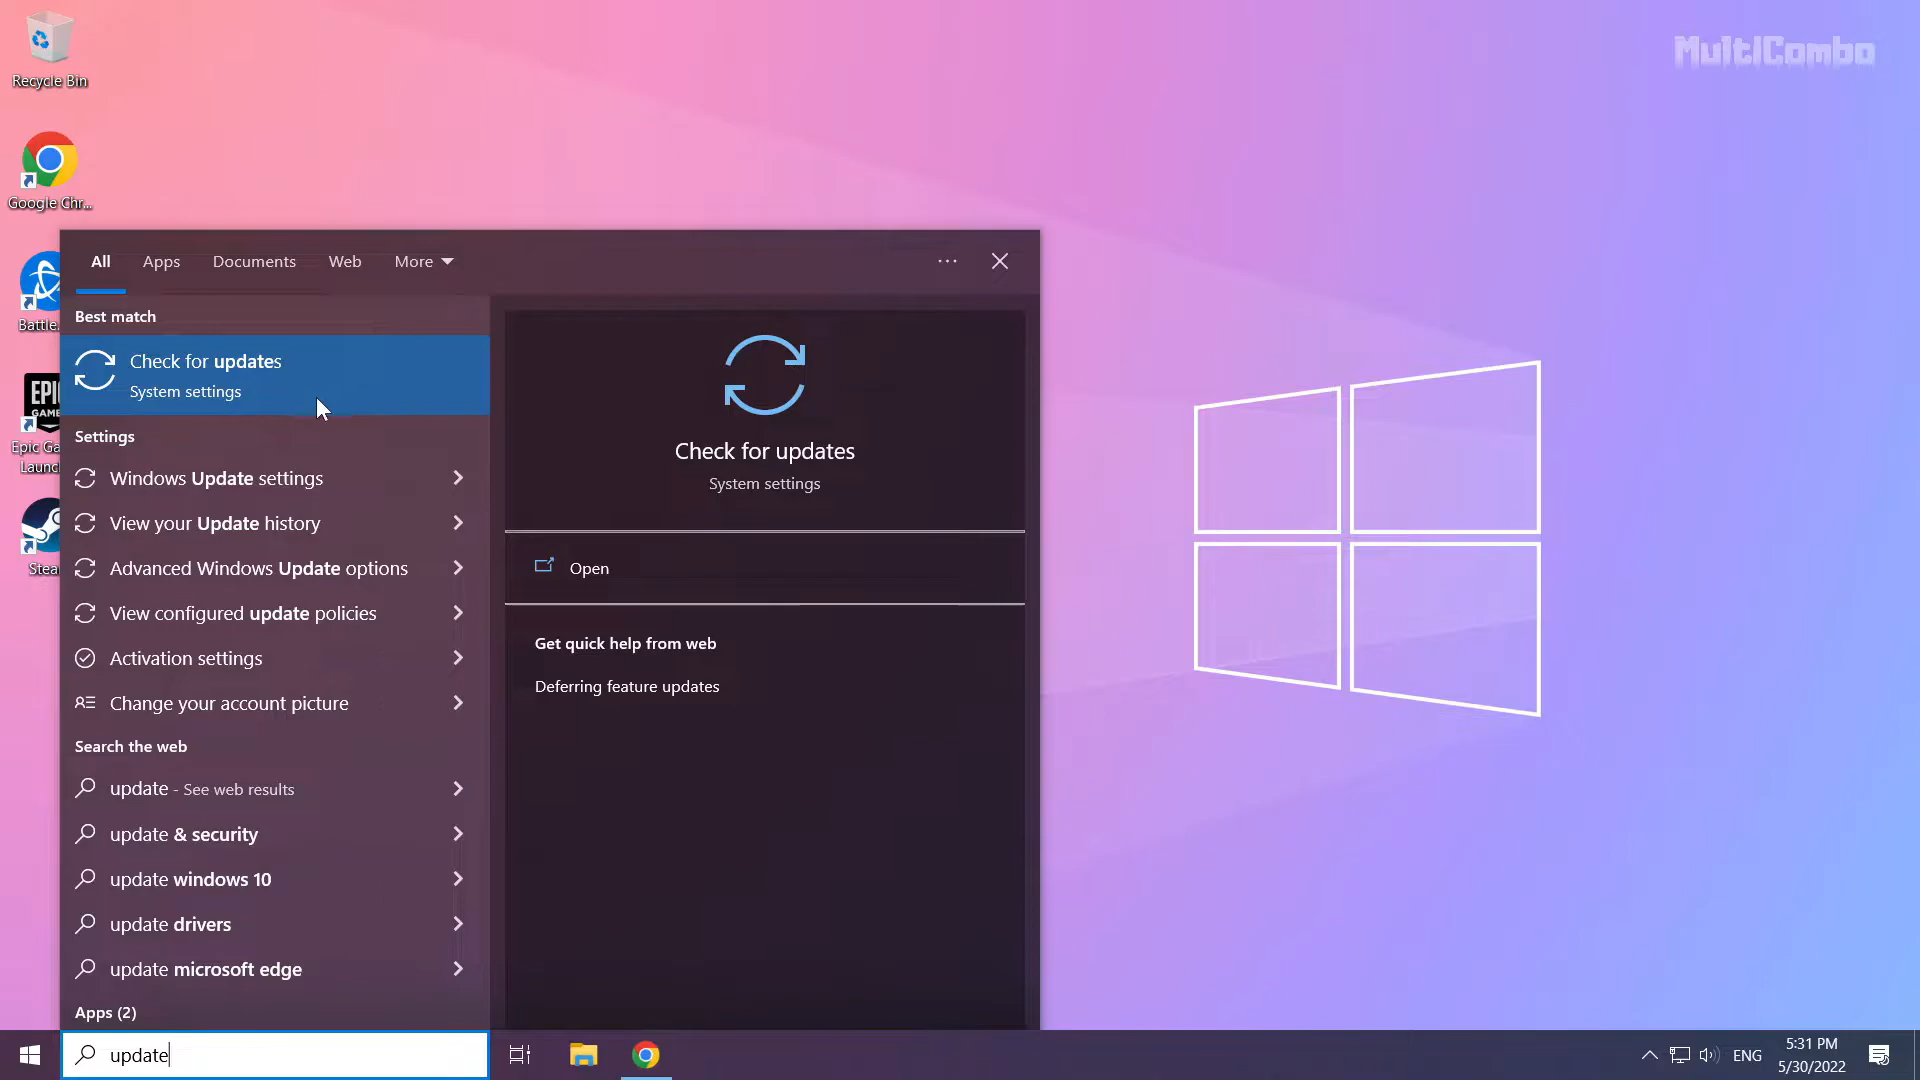 Recycle Bin
Google Chr...
Battle.
EPIC
GAME
Epic Ga
Launc
Stea
MultiCombo
All Apps Documents Web More
Best match
Check for updates
System settings
Settings
Windows Update settings
View your Update history
Advanced Windows Update options
View configured update policies
Activation settings
Change your account picture
Search the web
update - See web results
update & security
update windows 10
update drivers
update microsoft edge
Apps (2)
Check for updates
System settings
Open
Get quick help from web
Deferring feature updates
update
ENG
5:31 PM
5/30/2022